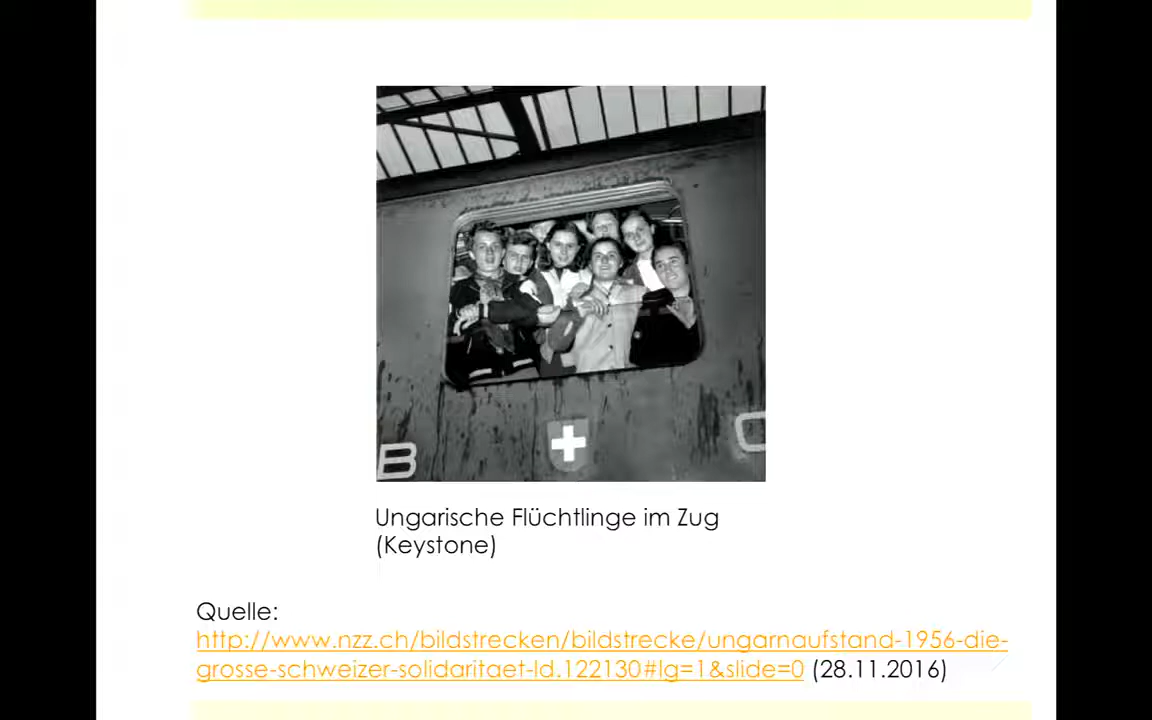 B
C
Ungarische Flüchtlinge im Zug
(Keystone)
Quelle:
http://www.nzz.ch/bildstrecken/bildstrecke/ungarnaufstand-1956-die-
grosse-schweizer-solidaritaet-ld.122130#lg=1&slide=0 (28.11.2016)